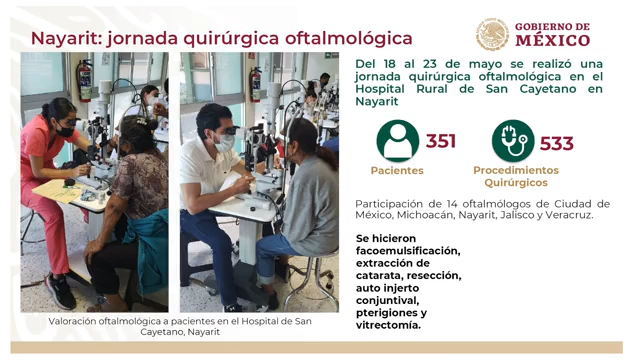 Nayarit: jornada quirúrgica oftalmológica
GOBIERNO DE
MÉXICO
Del 18 al 23 de mayo se realizó una
jornada quirúrgica oftalmológica en el
Hospital Rural de San Cayetano en
Nayarit
351
Pacientes
533
Procedimientos
Quirúrgicos
Participación de 14 oftalmólogos de Ciudad de
México, Michoacán, Nayarit, Jalisco y Veracruz.
Se hicieron
facoemulsificación,
extracción de
catarata, resección,
auto injerto
conjuntival,
pterigiones y
vitrectomía.
Valoración oftalmológica a pacientes en el Hospital de San
Cayetano, Nayarit